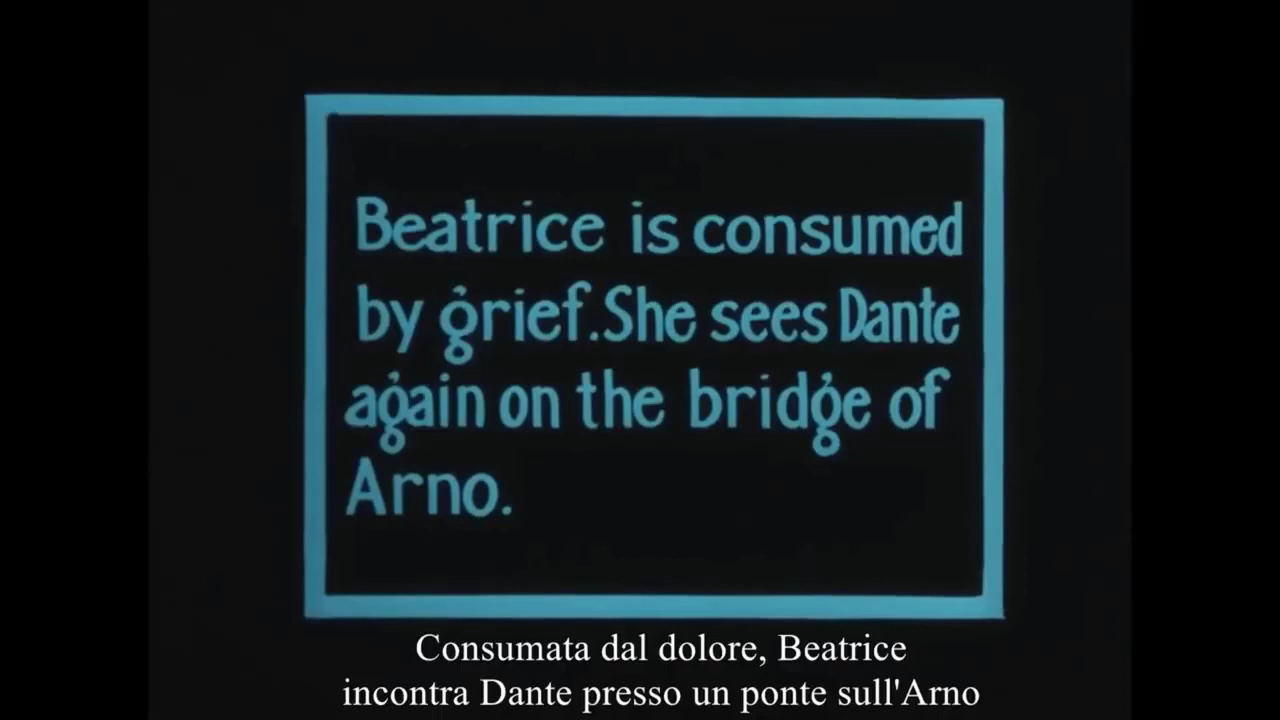 Beatrice is consumed
by grief. She sees Dante
again on the bridge of
Arno.
Consumata dal dolore, Beatrice
incontra Dante presso un ponte sull'Arno